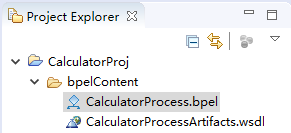 Project Explorer
CalculatorProj
bpelContent
CalculatorProcess.bpel
CalculatorProcessArtifacts.wsdl